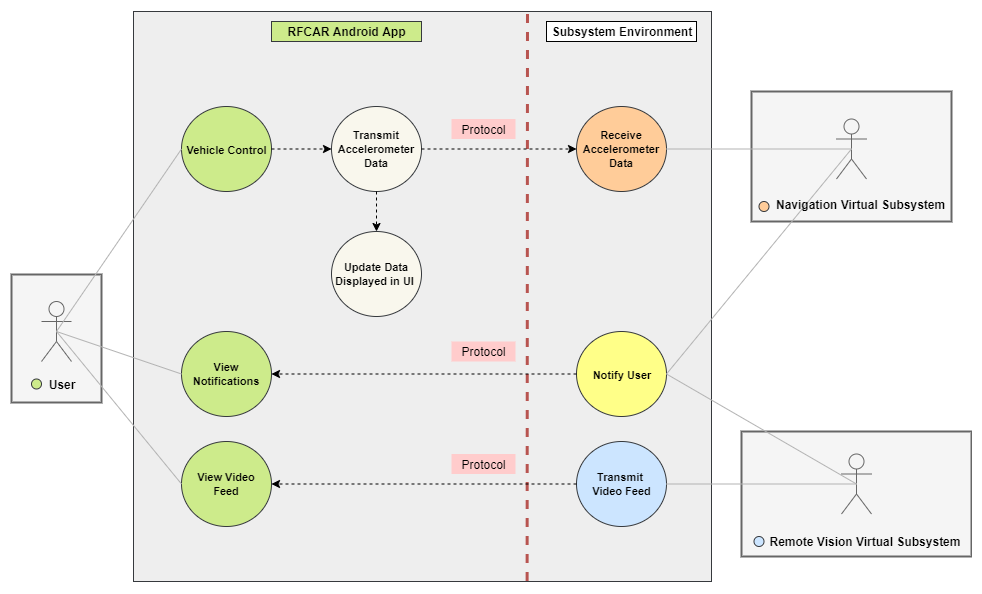 RFCAR Android App
Subsystem Environment
Vehicle Control
Transmit
Accelerometer
Data
Protocol
Receive
Accelerometer
Data
Navigation Virtual Subsystem
Update Data
Displayed in UI
User
View
Notifications
Protocol
Notify User
View Video
Feed
Protocol
Transmit
Video Feed
Remote Vision Virtual Subsystem